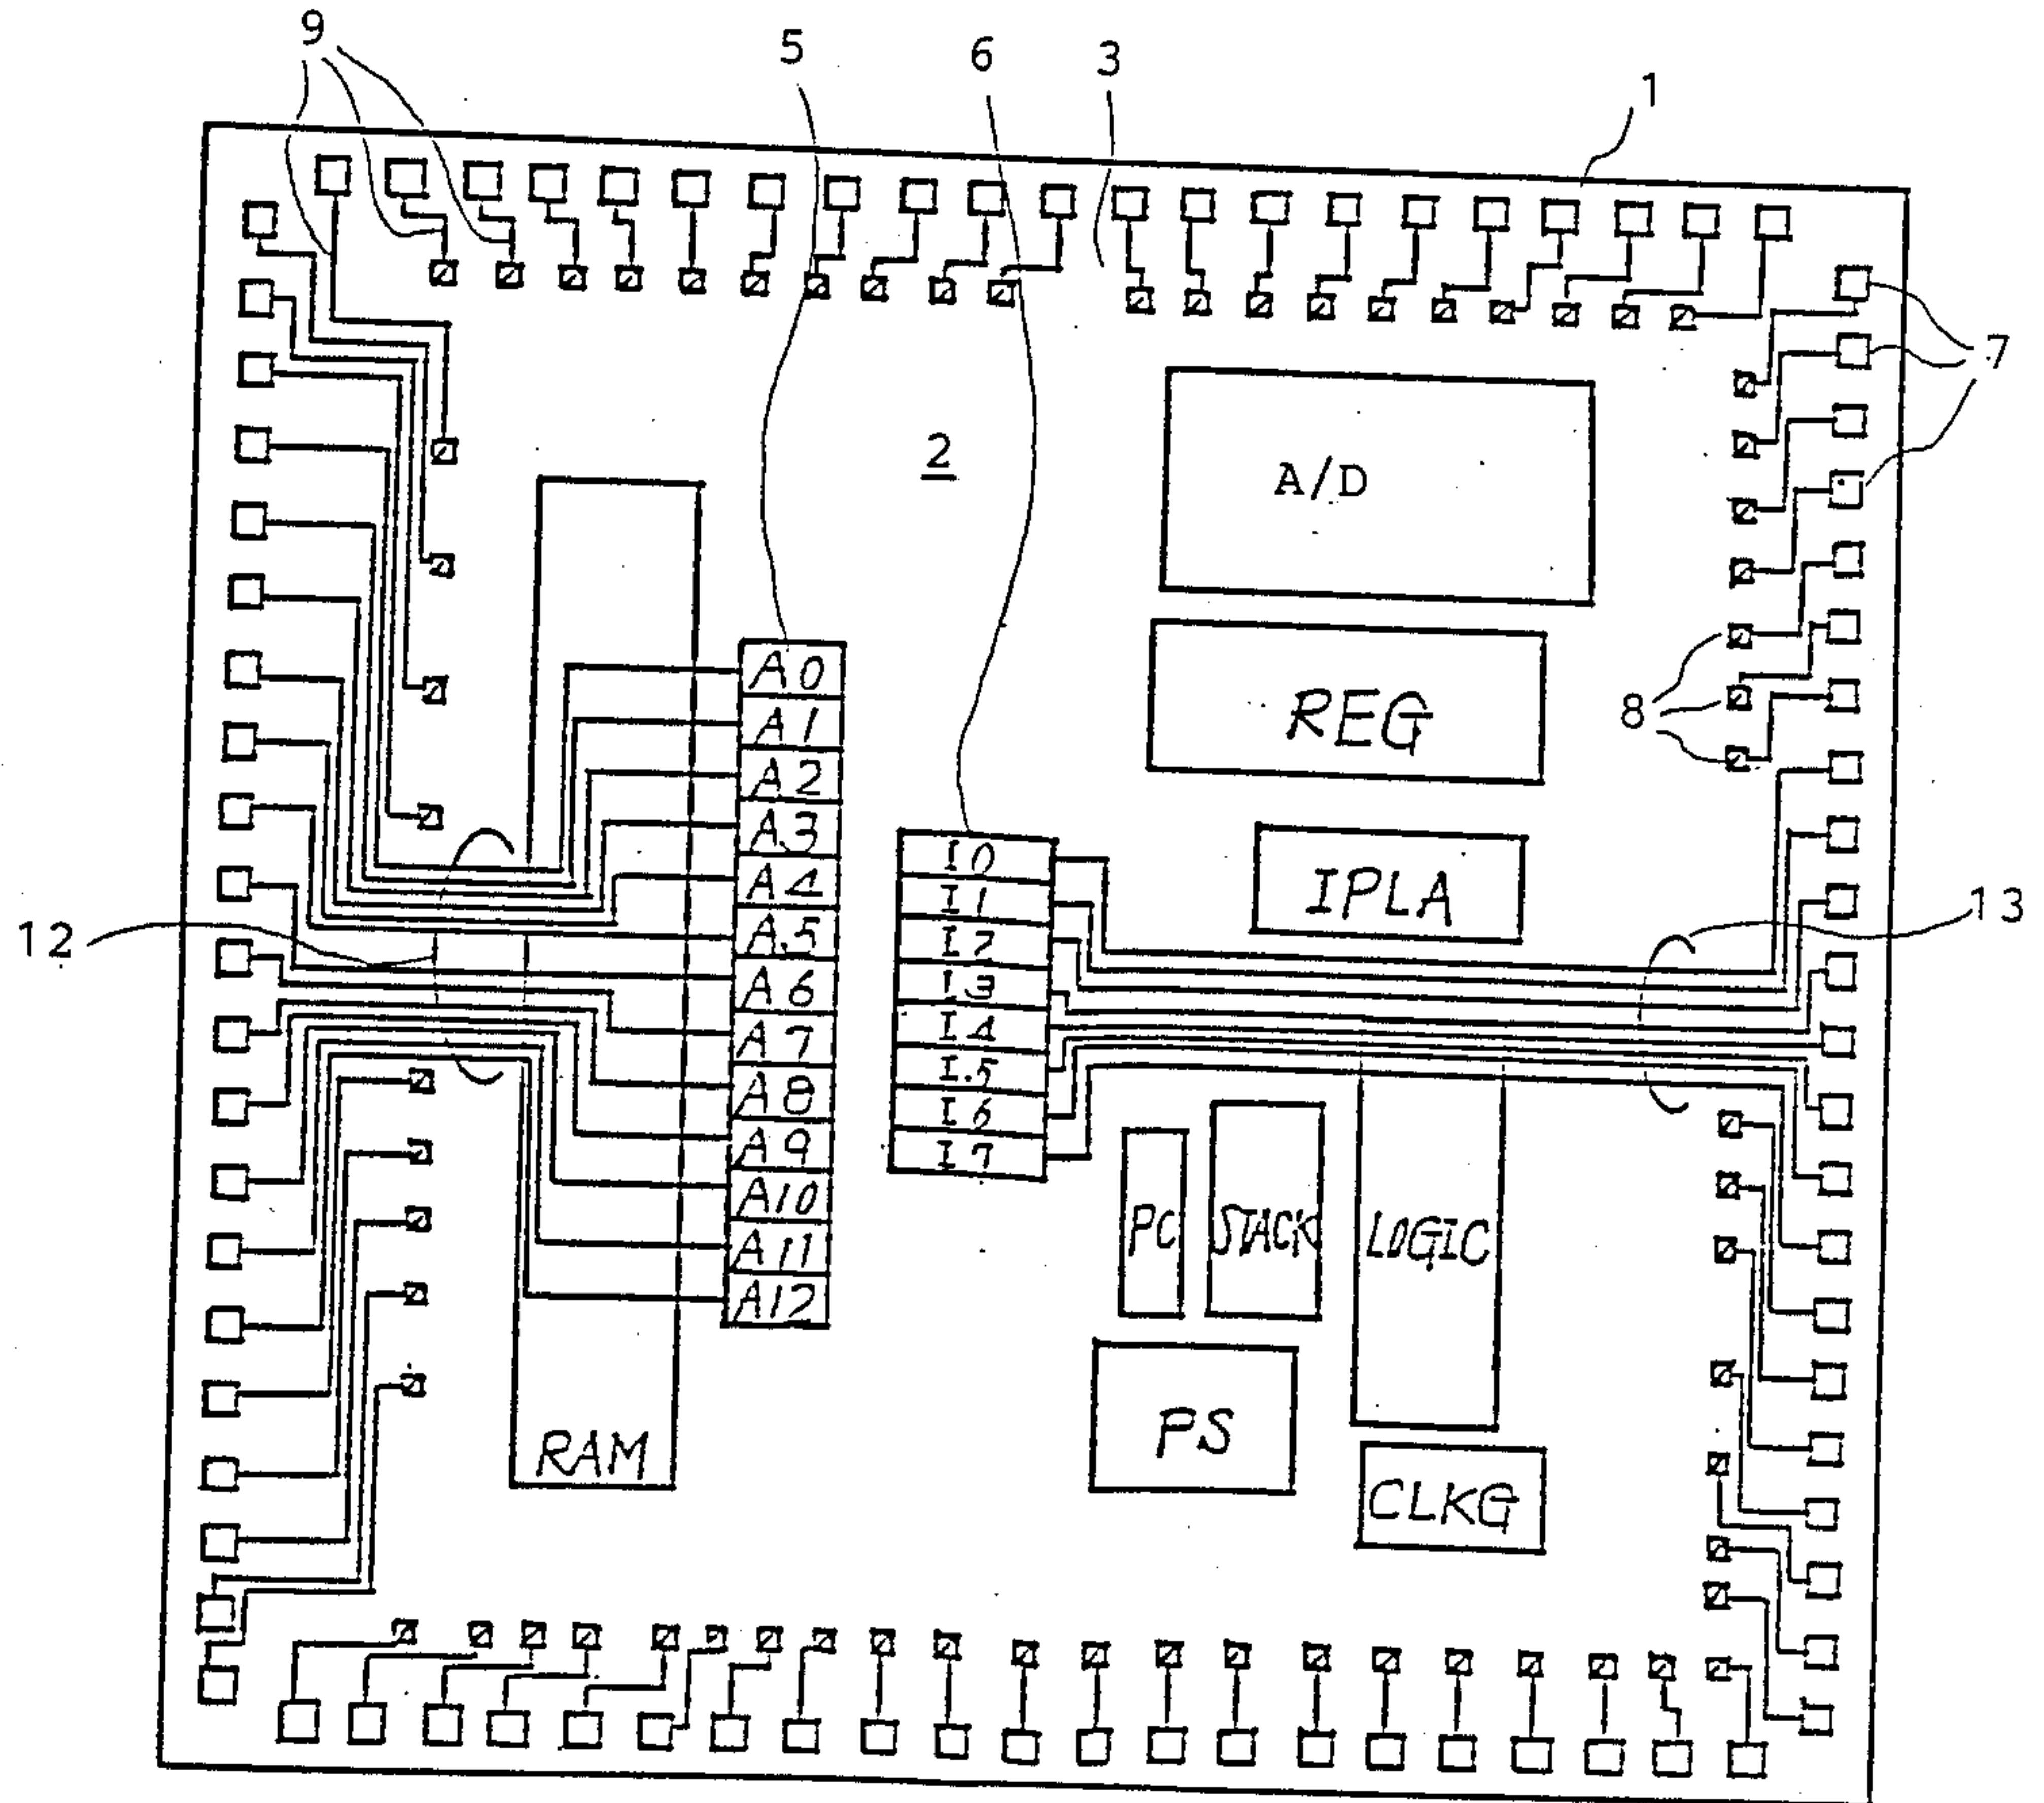 9
5
6
3
1
7
2
A/D
A0
A1
A2
A3
A4
A5
A6
A7
A8
A9
A10
A11
A12
REG
8
I0
I1
I2
I3
I4
I5
I6
I7
IPLA
12
13
PC
STACK
LOGIC
RAM
PS
CLKG